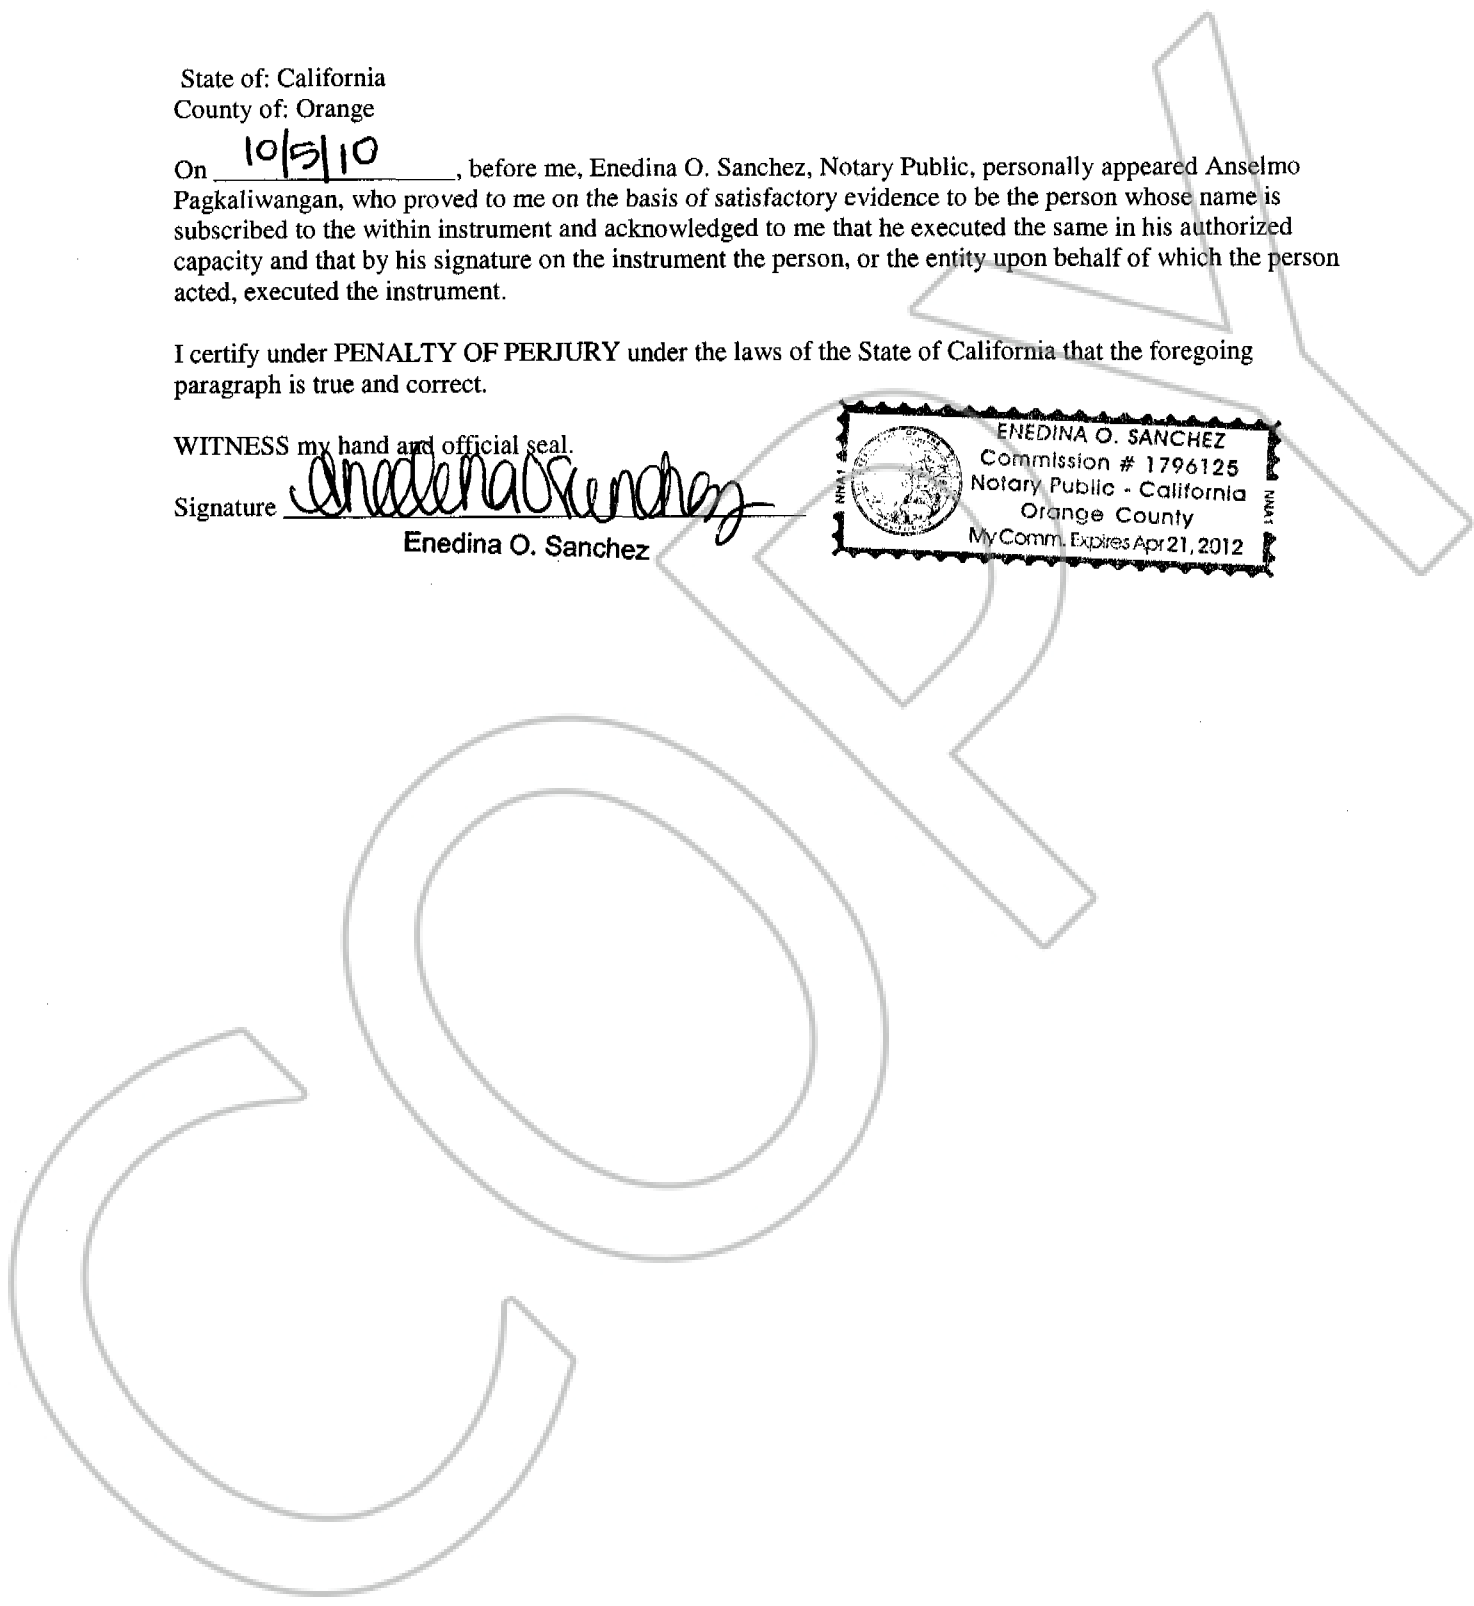 State of: California
County of: Orange
On 10/5/10, before me, Enedina O. Sanchez, Notary Public, personally appeared Anselmo
Pagkaliwangan, who proved to me on the basis of satisfactory evidence to be the person whose name is
subscribed to the within instrument and acknowledged to me that he executed the same in his authorized
capacity and that by his signature on the instrument the person, or the entity upon behalf of which the person
acted, executed the instrument.
I certify under PENALTY OF PERJURY under the laws of the State of California that the foregoing
paragraph is true and correct.
WITNESS my hand and official seal.
Signature Enedina O Sanchez
Enedina O. Sanchez
ENEDINA O. SANCHEZ
Commission # 1796125
Notary Public - California
Orange County
My Comm. Expires Apr 21, 2012
NNA1
NNA1
COPY